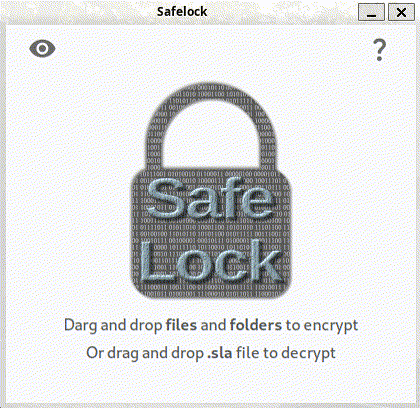 Safelock
?
Safe
Lock
Darg and drop files and folders to encrypt
Or drag and drop .sla file to decrypt